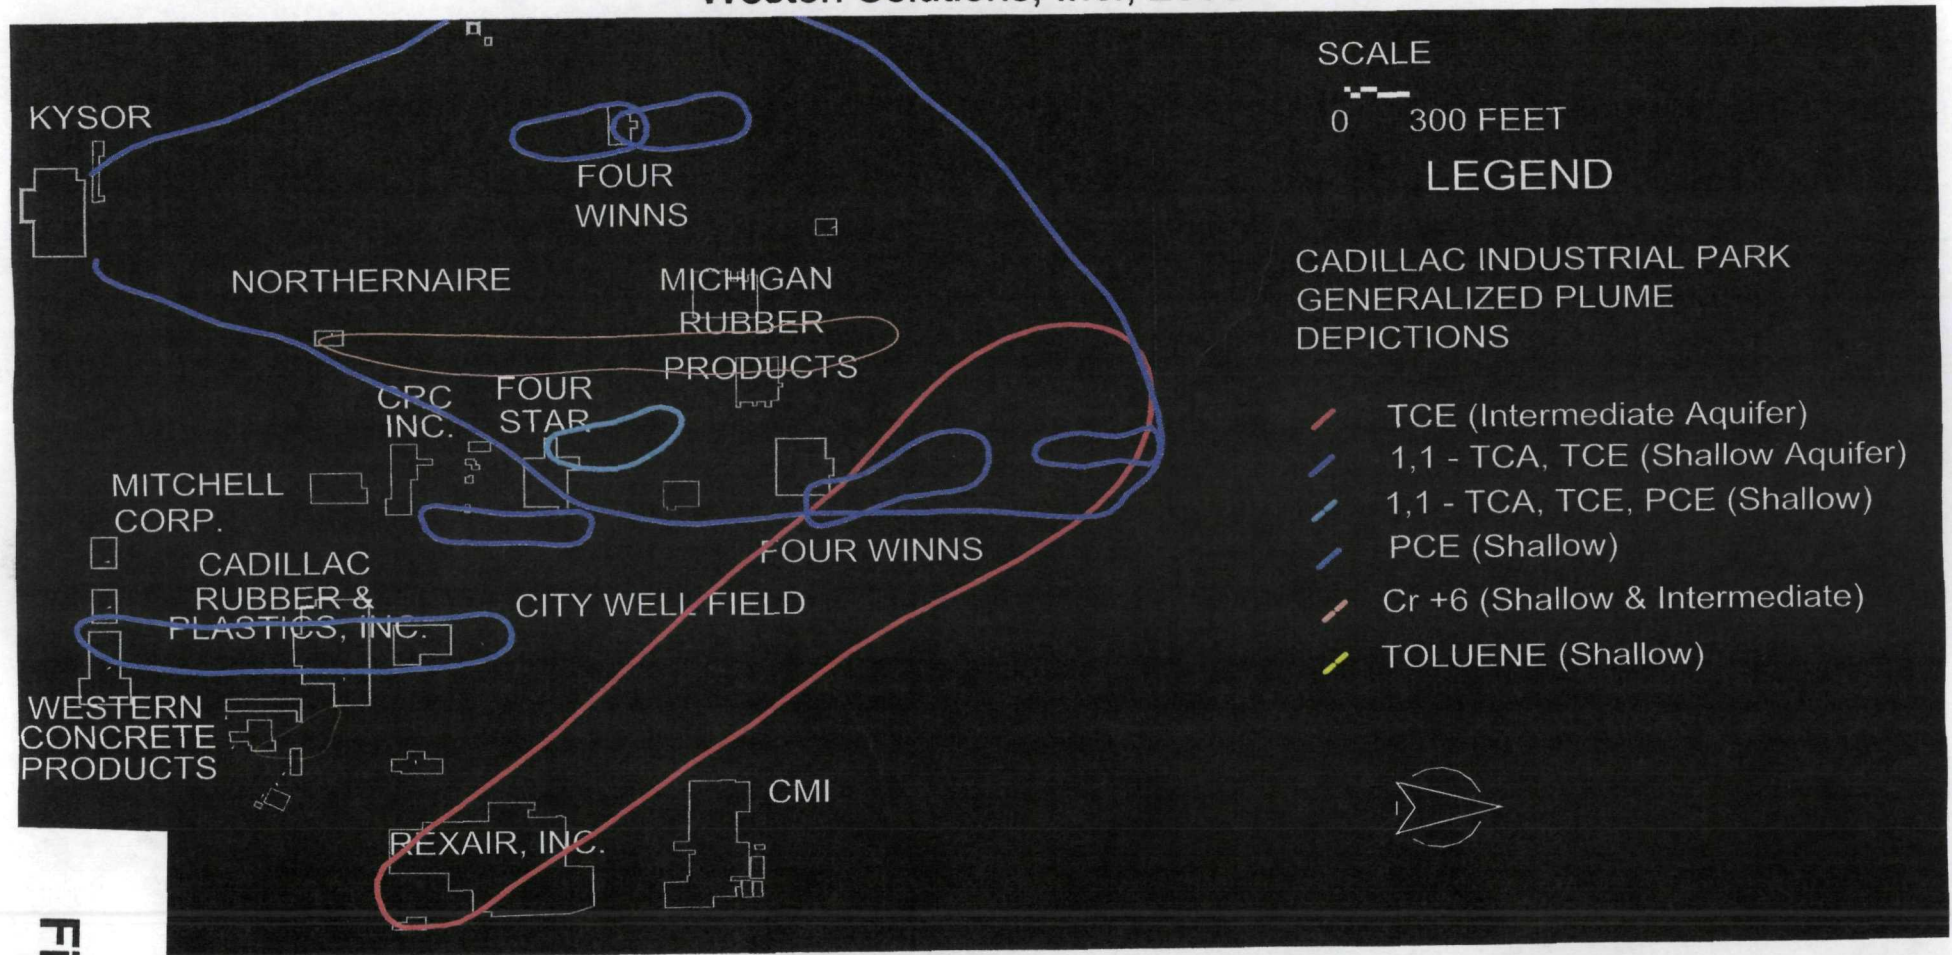 KYSOR
FOUR
WINNS
NORTHERNAIRE
MICHIGAN
RUBBER
PRODUCTS
CPC
INC.
FOUR
STAR
MITCHELL
CORP.
CADILLAC
RUBBER &
PLASTICS, INC.
CITY WELL FIELD
FOUR WINNS
WESTERN
CONCRETE
PRODUCTS
REXAIR, INC.
CMI
SCALE
0 300 FEET
LEGEND
CADILLAC INDUSTRIAL PARK
GENERALIZED PLUME
DEPICTIONS
TCE (Intermediate Aquifer)
1,1 - TCA, TCE (Shallow Aquifer)
1,1 - TCA, TCE, PCE (Shallow)
PCE (Shallow)
Cr +6 (Shallow & Intermediate)
TOLUENE (Shallow)